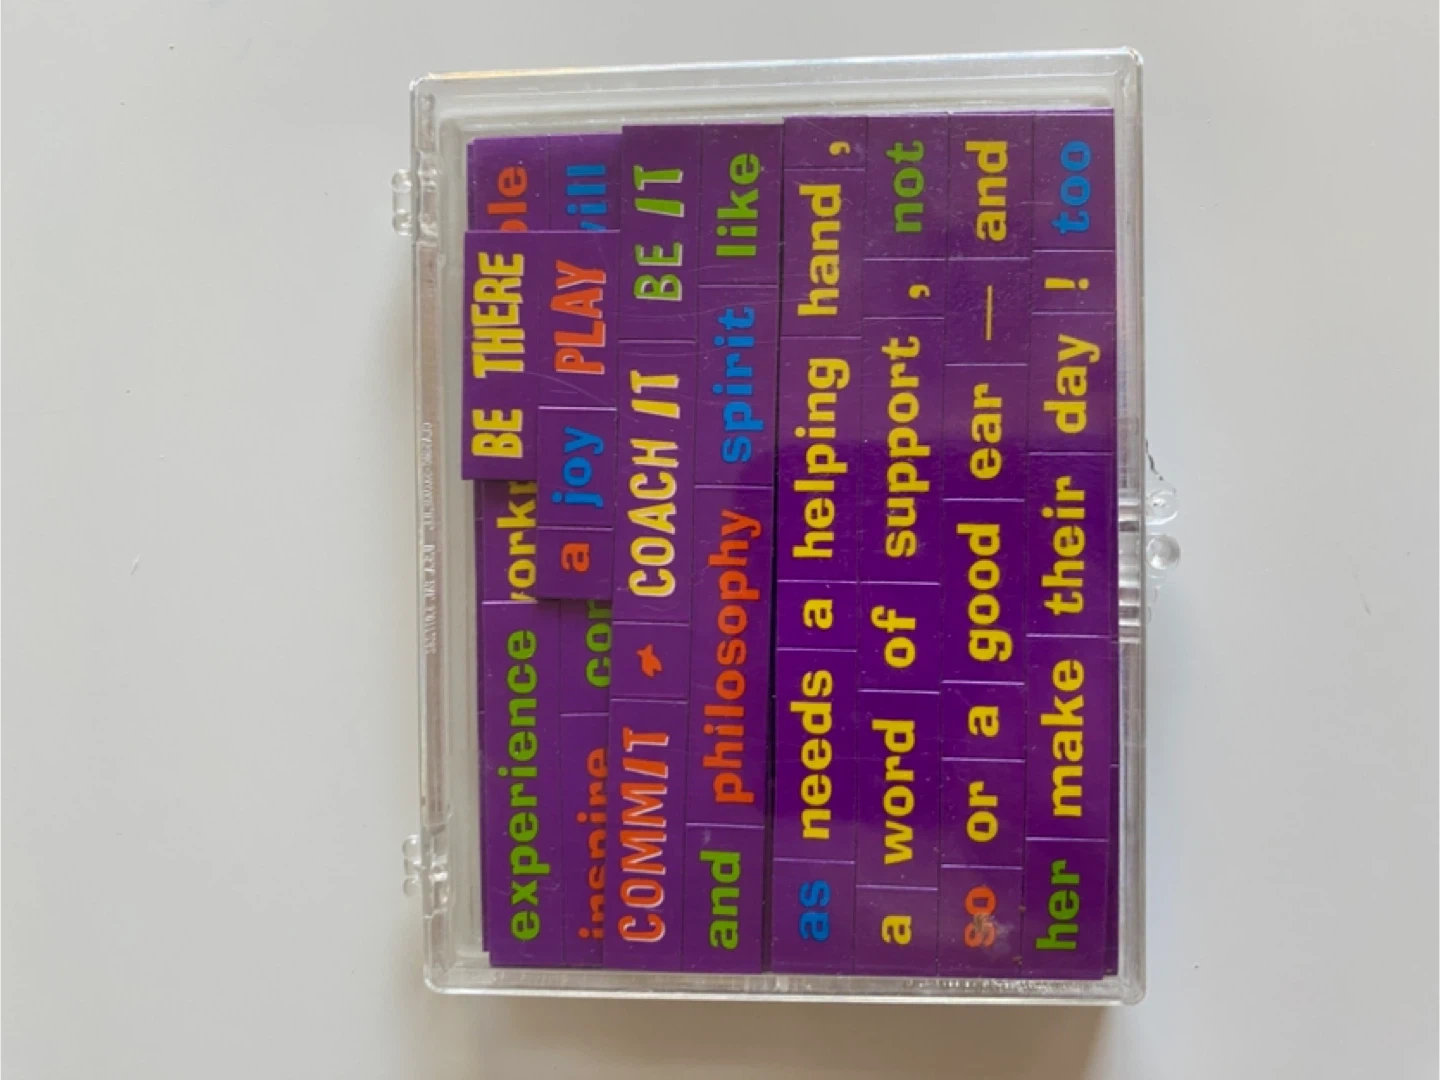 experience BE THERE
inspire a joy PLAY
COMMIT COACH IT BE IT
and philosophy spirit like
as needs a helping hand ,
a word of support , not
so or a good ear — and
her make their day ! too